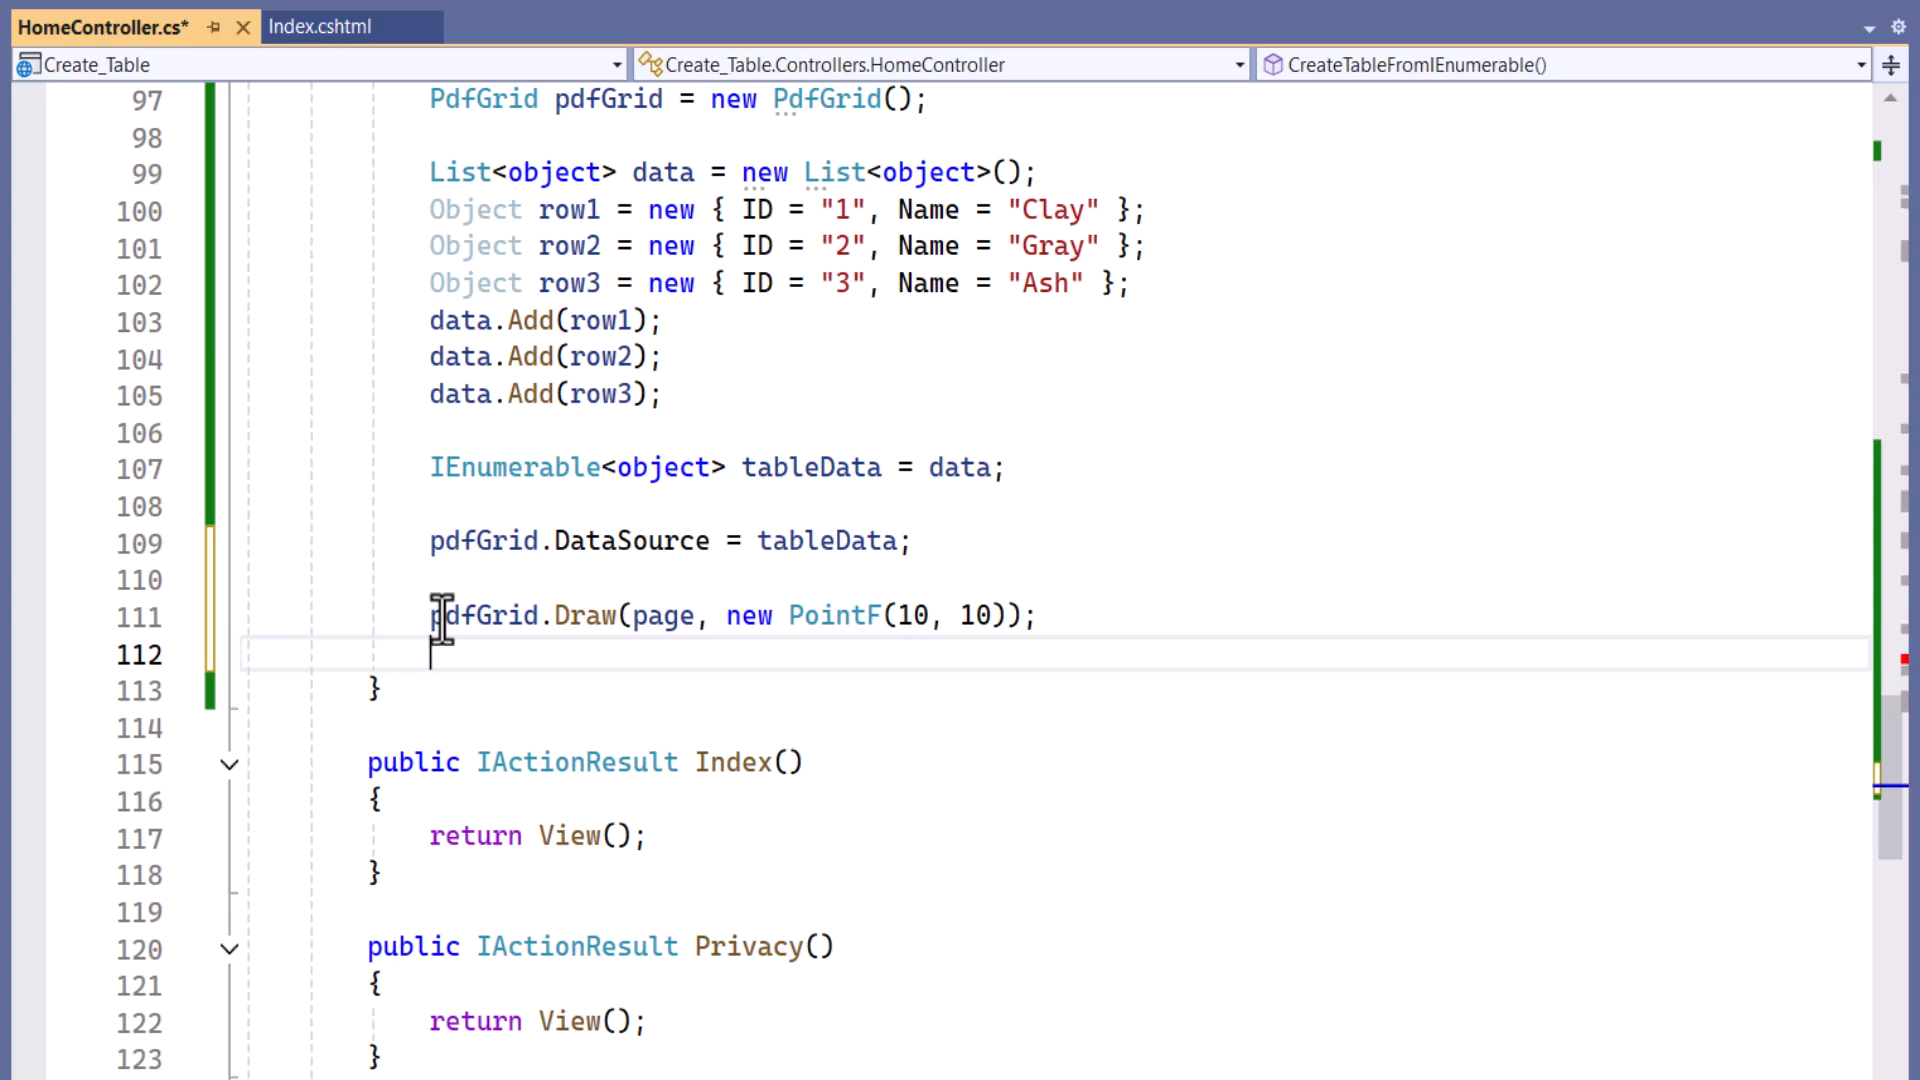 HomeController.cs* Index.cshtml
Create_Table Create_Table.Controllers.HomeController CreateTableFromIEnumerable()
97 PdfGrid pdfGrid = new PdfGrid();
98
99 List<object> data = new List<object>();
100 Object row1 = new { ID = "1", Name = "Clay" };
101 Object row2 = new { ID = "2", Name = "Gray" };
102 Object row3 = new { ID = "3", Name = "Ash" };
103 data.Add(row1);
104 data.Add(row2);
105 data.Add(row3);
106
107 IEnumerable<object> tableData = data;
108
109 pdfGrid.DataSource = tableData;
110
111 pdfGrid.Draw(page, new PointF(10, 10));
112
113 }
114
115 public IActionResult Index()
116 {
117 return View();
118 }
119
120 public IActionResult Privacy()
121 {
122 return View();
123 }